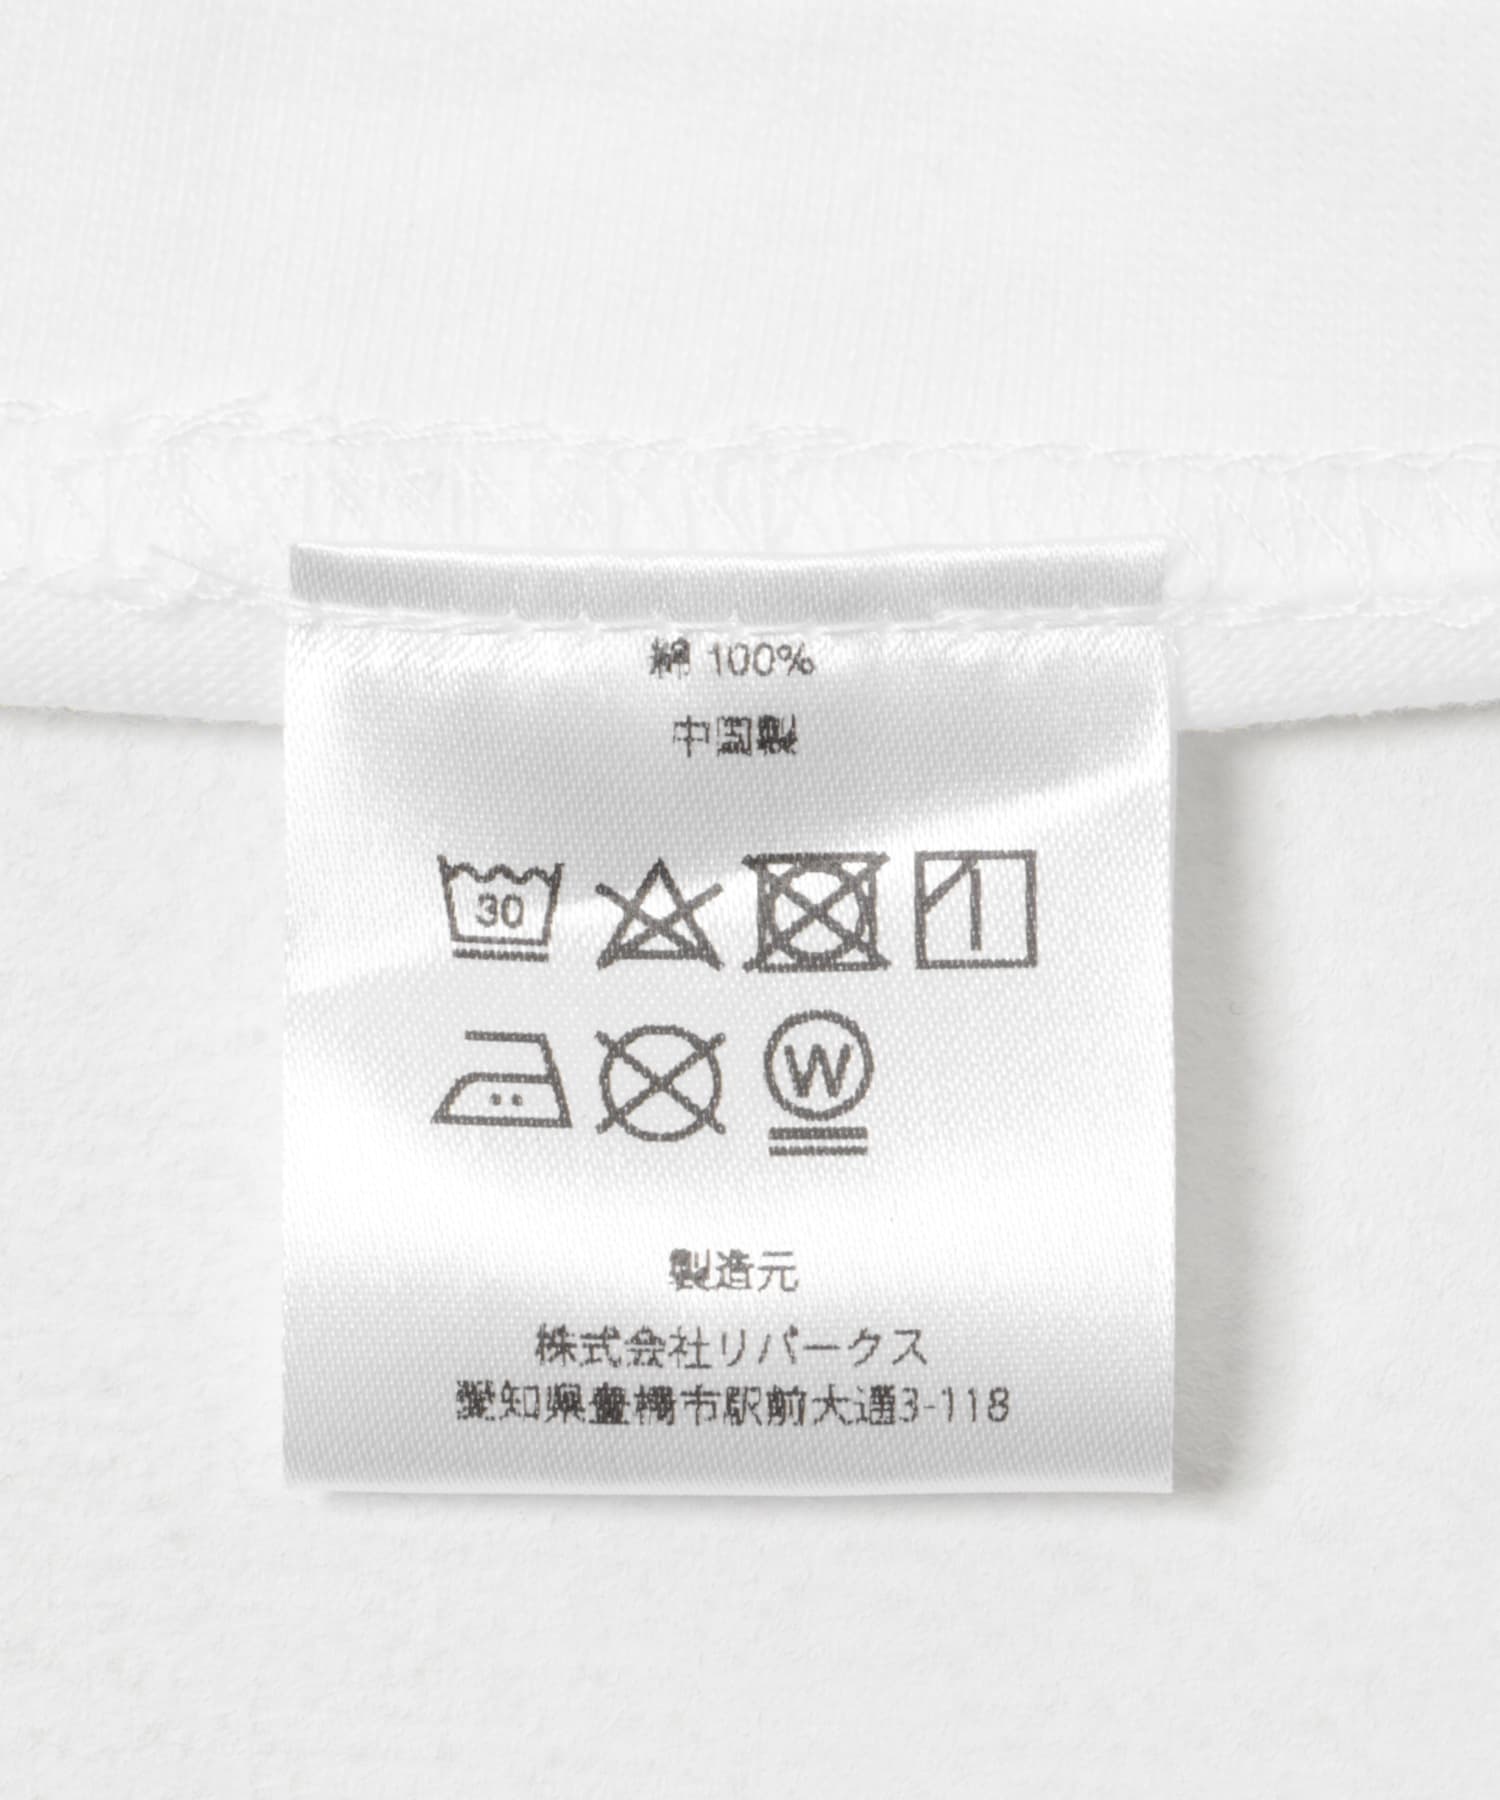 綿 100%
中国製
30
W
製造元
株式会社リバークス
愛知県豊橋市駅前大通3-118